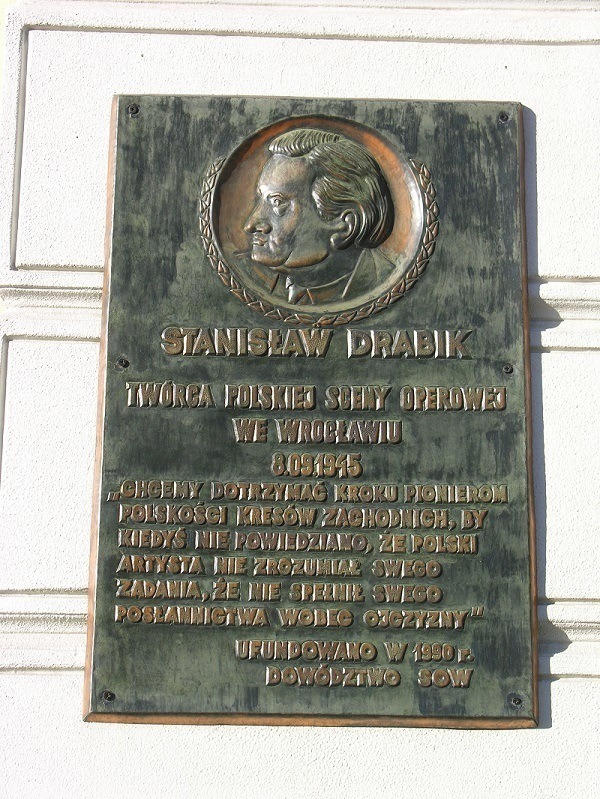 STANISŁAW DRABIK
TWÓRCA POLSKIEJ SCENY OPEROWEJ
WE WROCŁAWIU
8.09.1945
„CHCEMY DOTRZYMAĆ KROKU PIONIEROM
POLSKOŚCI KRESÓW ZACHODNICH, BY
KIEDYŚ NIE POWIEDZIANO, ŻE POLSKI
ARTYSTA NIE ZROZUMIAŁ SWEGO
ZADANIA, ŻE NIE SPEŁNIŁ SWEGO
POSŁANNICTWA WOBEC OJCZYZNY"
UFUNDOWANO W 1990 r.
DOWÓDZTWO SOW